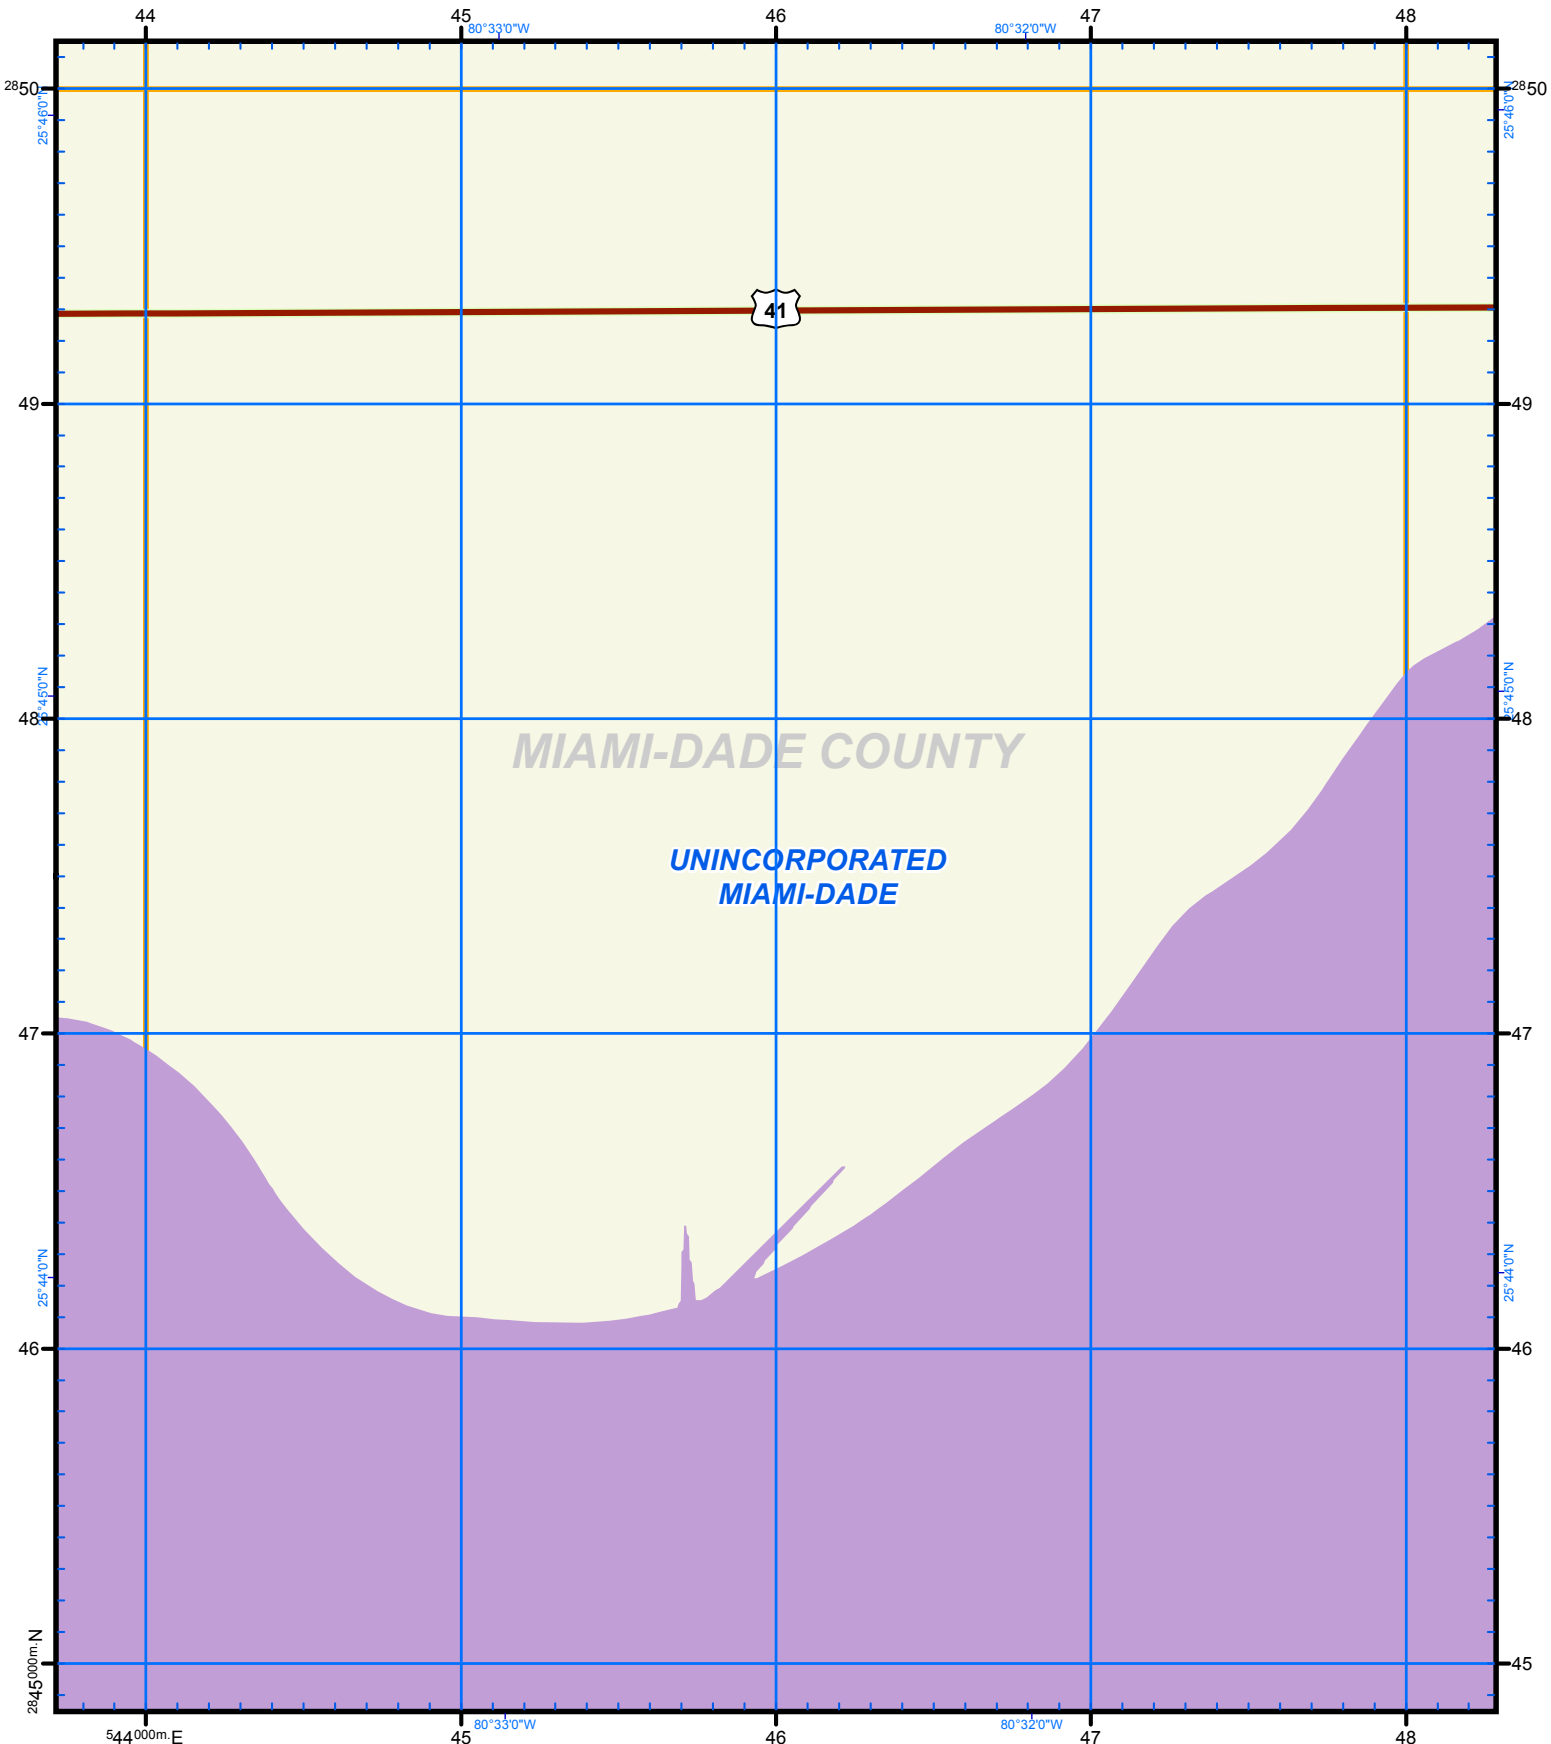 44 45 46 47 48
80°33'0"W 80°32'0"W
2850 2850
25°46'0"N 25°46'0"N
41
49 49
25°45'0"N 25°45'0"N
48 48
MIAMI-DADE COUNTY
UNINCORPORATED
MIAMI-DADE
47 47
25°44'0"N 25°44'0"N
46 46
2845000m.N 45
80°33'0"W 80°32'0"W
544000m.E 45 46 47 48